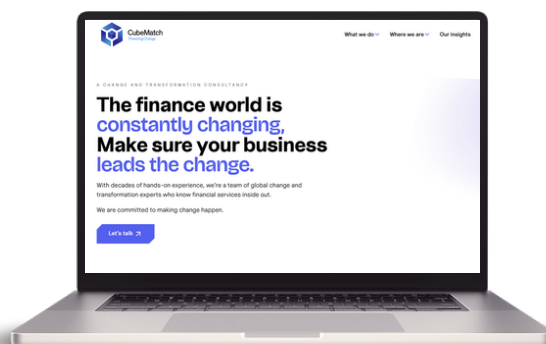 CubeMatch
Powering Change
What we do
Where we are
Our insights
A CHANGE AND TRANSFORMATION CONSULTANCY
The finance world is
constantly changing,
Make sure your business
leads the change.
With decades of hands-on experience, we're a team of global change and
transformation experts who know financial services inside out.
We are committed to making change happen.
Let's talk